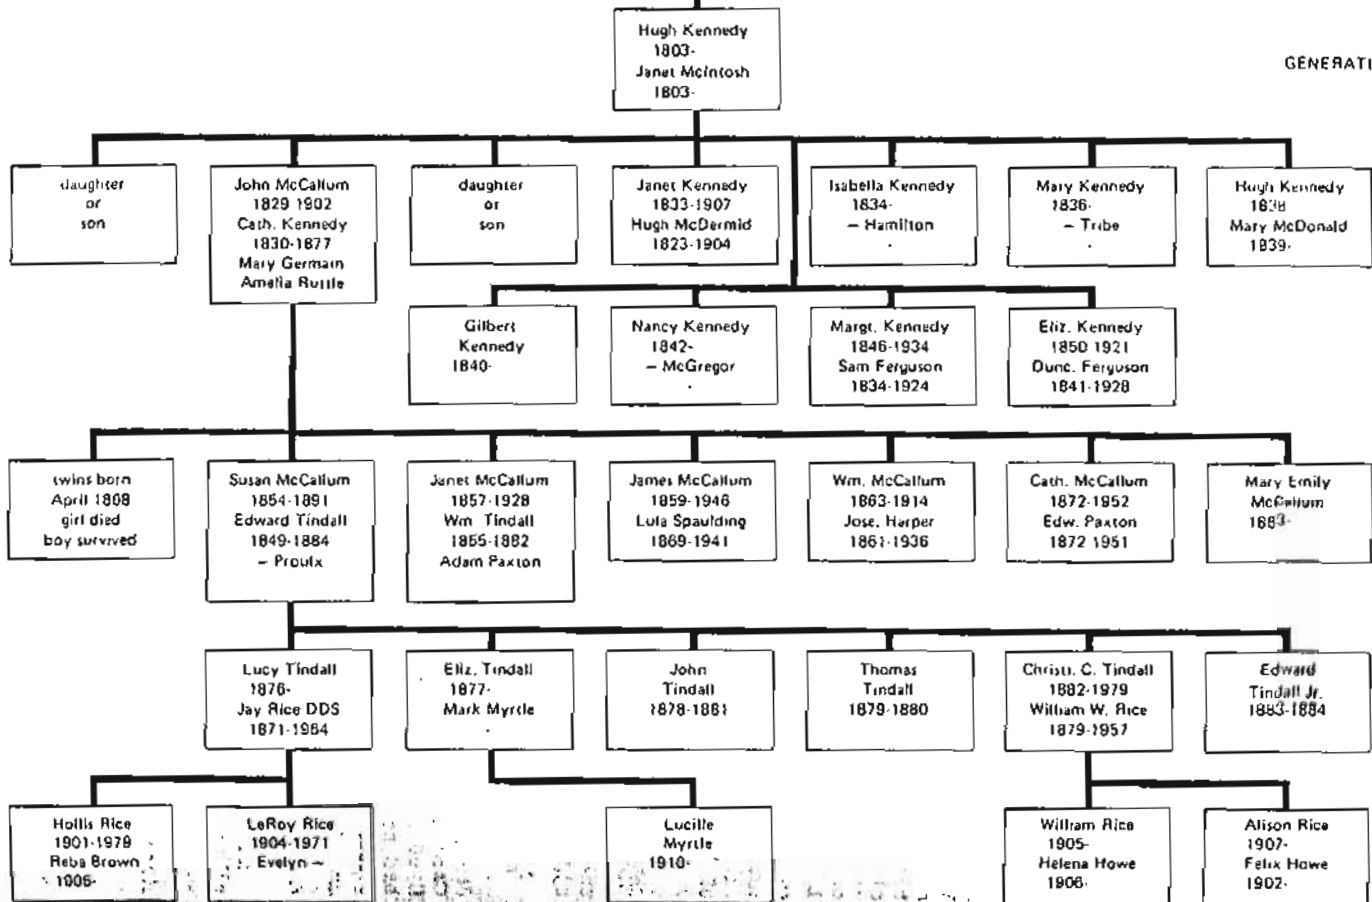 Hugh Kennedy
1803-
Janet McIntosh
1803-
GENERATI
daughter
or
son
John McCallum
1829-1902
Cath. Kennedy
1830-1877
Mary Germain
Amelia Ruttle
daughter
or
son
Janet Kennedy
1833-1907
Hugh McDermid
1823-1904
Isabella Kennedy
1834-
— Hamilton
.
Mary Kennedy
1836-
— Tribe
.
Hugh Kennedy
1838
Mary McDonald
1839-
Gilbert
Kennedy
1840-
Nancy Kennedy
1842-
— McGregor
.
Margt. Kennedy
1846-1934
Sam Ferguson
1834-1924
Eliz. Kennedy
1850-1921
Dunc. Ferguson
1841-1928
twins born
April 1868
girl died
boy survived
Susan McCallum
1854-1891
Edward Tindall
1849-1884
— Proulx
Janet McCallum
1857-1928
Wm. Tindall
1855-1882
Adam Paxton
James McCallum
1859-1946
Lula Spaulding
1869-1941
Wm. McCallum
1863-1914
Jose. Harper
1861-1936
Cath. McCallum
1872-1952
Edw. Paxton
1872-1951
Mary Emily
McCallum
1883-
Lucy Tindall
1876-
Jay Rice DDS
1871-1964
Eliz. Tindall
1877-
Mark Myrtle
.
John
Tindall
1878-1881
Thomas
Tindall
1879-1880
Christi. C. Tindall
1882-1979
William W. Rice
1879-1957
Edward
Tindall Jr.
1883-1884
Hollis Rice
1901-1979
Reba Brown
1905-
LeRoy Rice
1904-1971
Evelyn —
Lucille
Myrtle
1910-
William Rice
1905-
Helena Howe
1906-
Alison Rice
1907-
Felix Howe
1902-